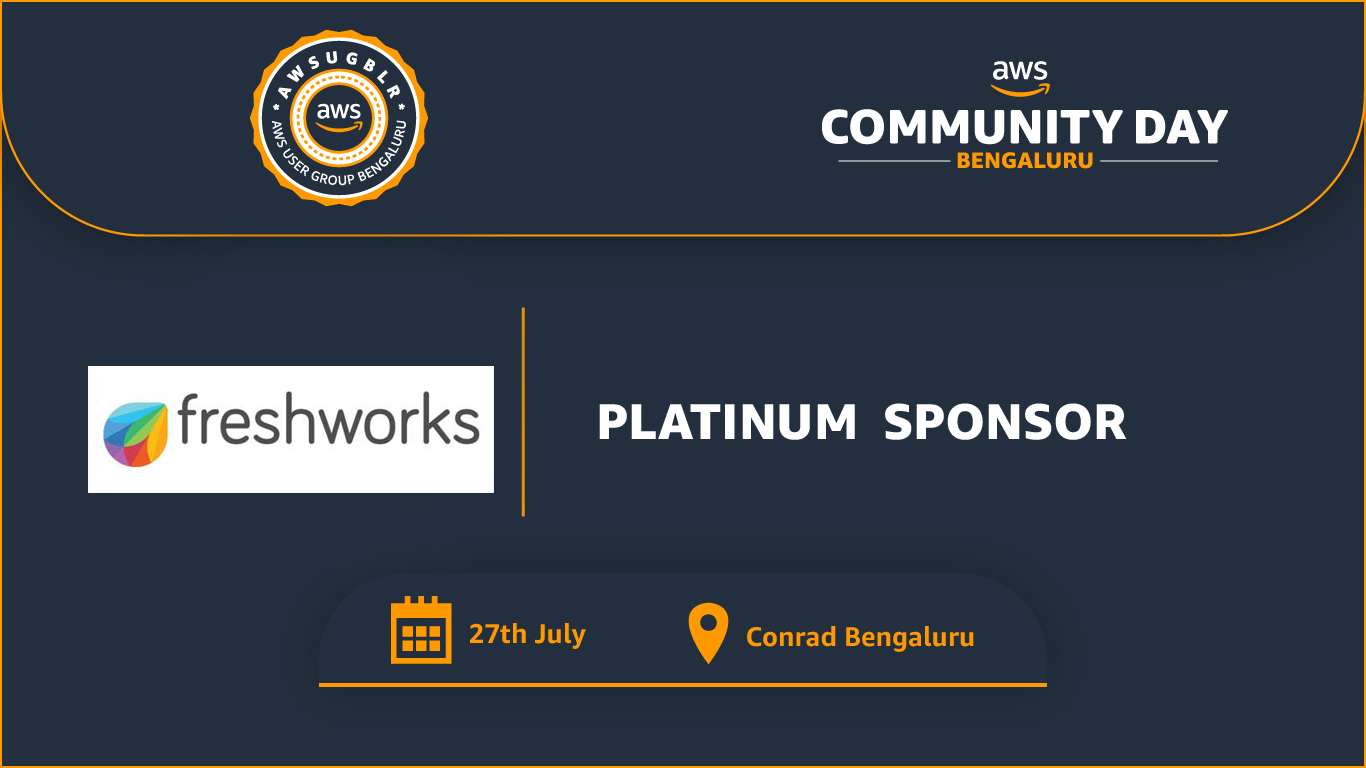 * AWSUGBLR *
aws
AWS USER GROUP BENGALURU
aws
COMMUNITY DAY
BENGALURU
freshworks
PLATINUM SPONSOR
27th July
Conrad Bengaluru